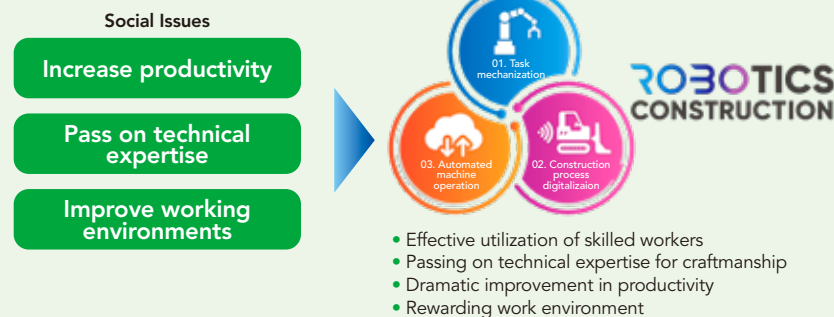 Social Issues
Increase productivity
Pass on technical
expertise
Improve working
environments
01. Task
mechanization
03. Automated
machine
operation
02. Construction
process
digitalizaion
ROBOTICS
CONSTRUCTION
• Effective utilization of skilled workers
• Passing on technical expertise for craftmanship
• Dramatic improvement in productivity
• Rewarding work environment